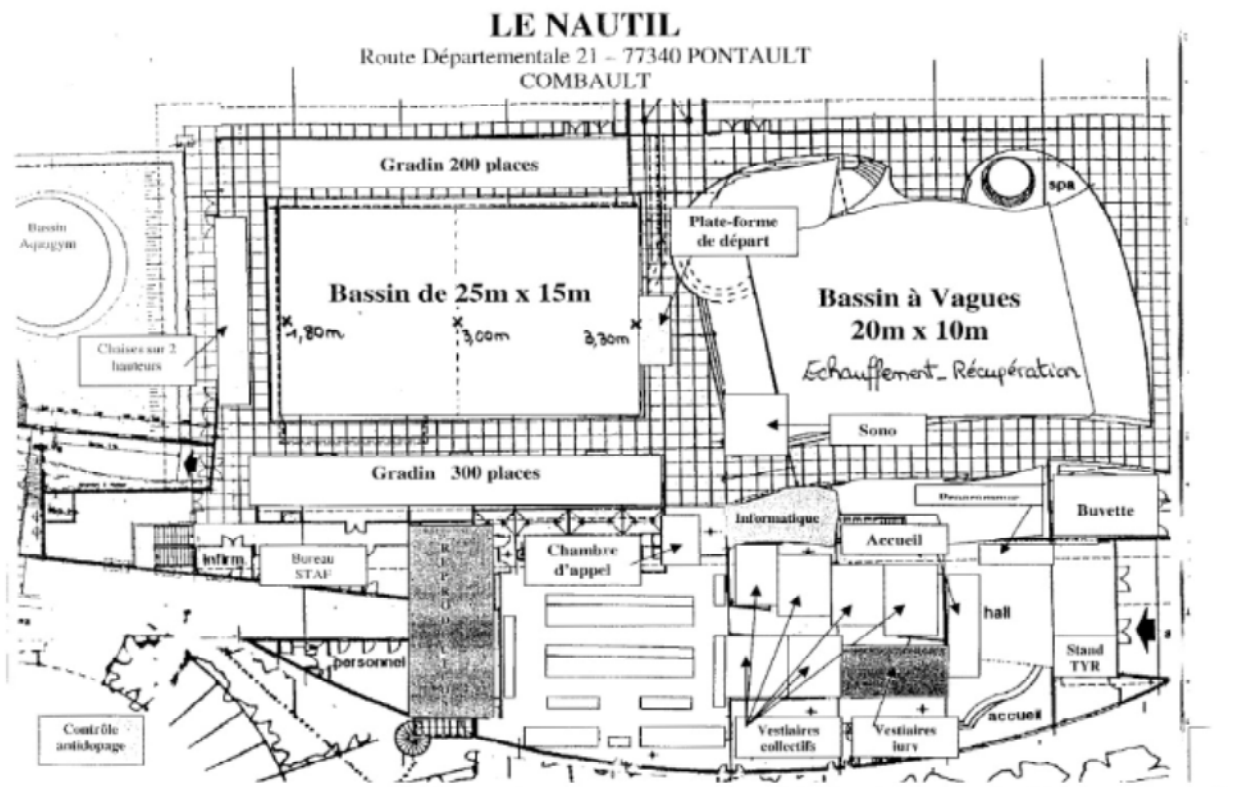 LE NAUTIL
Route Départementale 21 – 77340 PONTAULT
COMBAULT
Gradin 200 places
spa
Bassin
Aquagym
Plate-forme
de départ
Bassin de 25m x 15m
Bassin à Vagues
20m x 10m
1,80m
3,00m
3,30m
Chaises sur 2
hauteurs
Echauffement_ Récupération
Sono
Gradin 300 places
Buvette
Informatique
Accueil
infirm.
Bureau
STAF
Chambre
d'appel
hall
personnel
Stand
TYR
accueil
Contrôle
antidopage
Vestiaires
collectifs
Vestiaires
jury